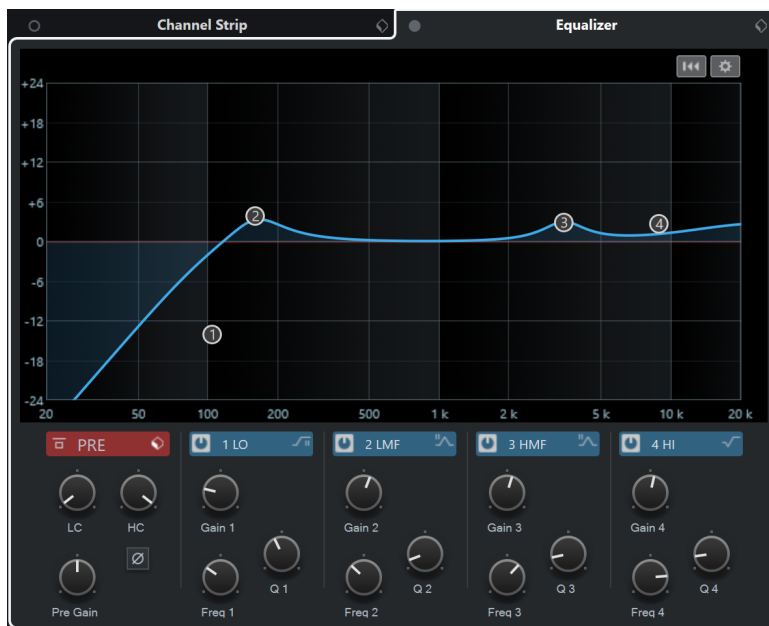 Channel Strip
Equalizer
+24
+18
+12
+6
0
-6
-12
-18
-24
2
3
4
1
20 50 100 200 500 1 k 2 k 5 k 10 k 20 k
PRE 1 LO 2 LMF 3 HMF 4 HI
LC HC Gain 1 Gain 2 Gain 3 Gain 4
Q 1 Q 2 Q 3 Q 4
Pre Gain Freq 1 Freq 2 Freq 3 Freq 4